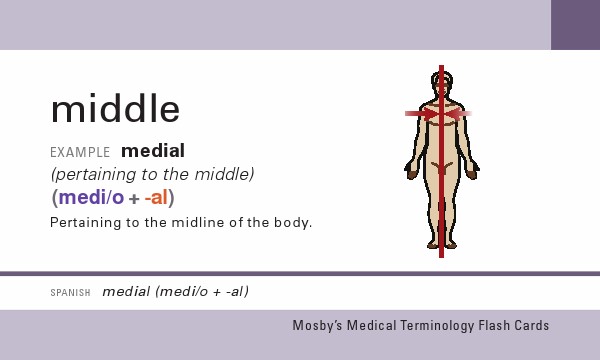 middle
EXAMPLE medial
(pertaining to the middle)
(medi/o + -al)
Pertaining to the midline of the body.
SPANISH medial (medi/o + -al)
Mosby's Medical Terminology Flash Cards